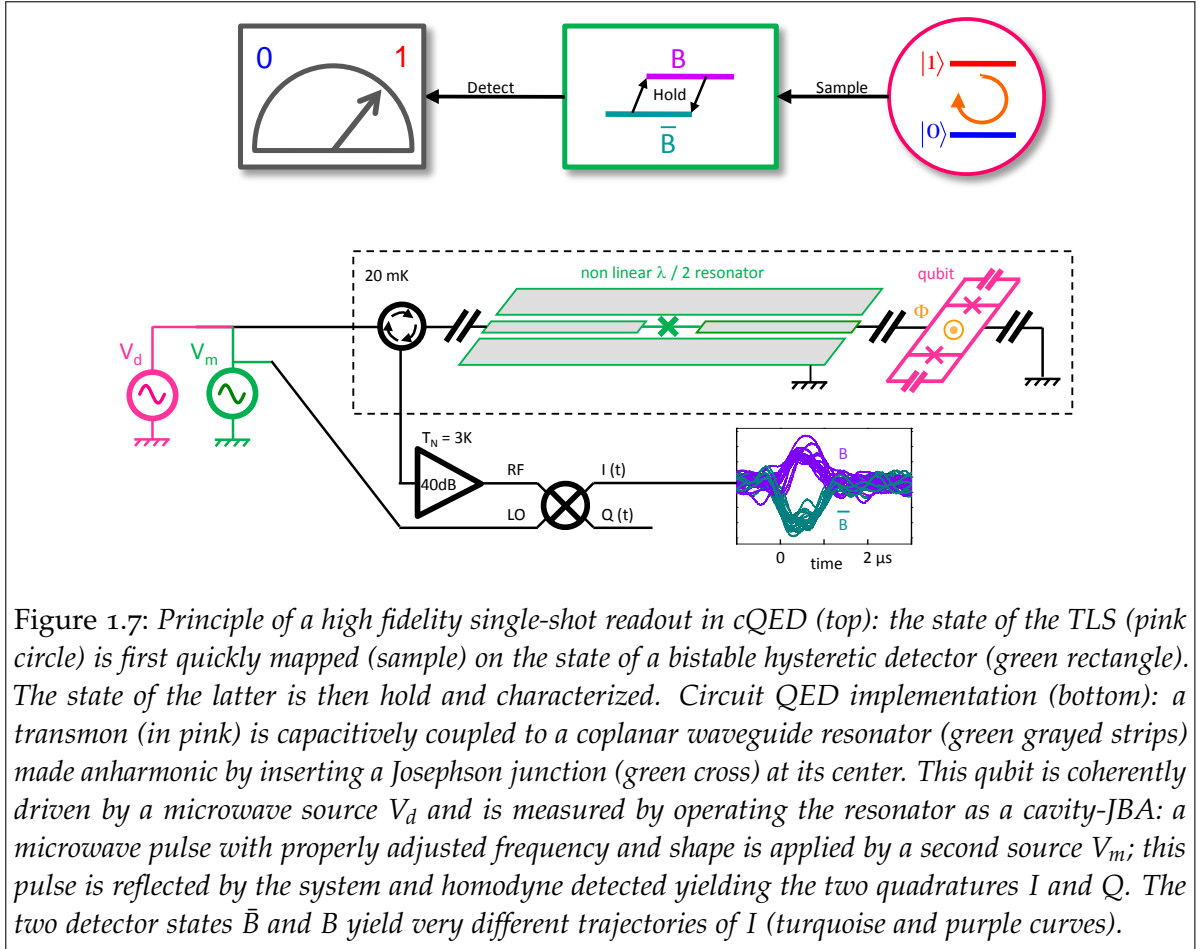 0 1
B
Hold
B̅
Detect
Sample
|1⟩
|0⟩
20 mK
non linear λ / 2 resonator
qubit
Φ
V_d
V_m
T_N = 3K
40dB
RF
LO
I (t)
Q (t)
B
B̅
0
time
2 µs
Figure 1.7: Principle of a high fidelity single-shot readout in cQED (top): the state of the TLS (pink
circle) is first quickly mapped (sample) on the state of a bistable hysteretic detector (green rectangle).
The state of the latter is then hold and characterized. Circuit QED implementation (bottom): a
transmon (in pink) is capacitively coupled to a coplanar waveguide resonator (green grayed strips)
made anharmonic by inserting a Josephson junction (green cross) at its center. This qubit is coherently
driven by a microwave source V_d and is measured by operating the resonator as a cavity-JBA: a
microwave pulse with properly adjusted frequency and shape is applied by a second source V_m; this
pulse is reflected by the system and homodyne detected yielding the two quadratures I and Q. The
two detector states B̄ and B yield very different trajectories of I (turquoise and purple curves).